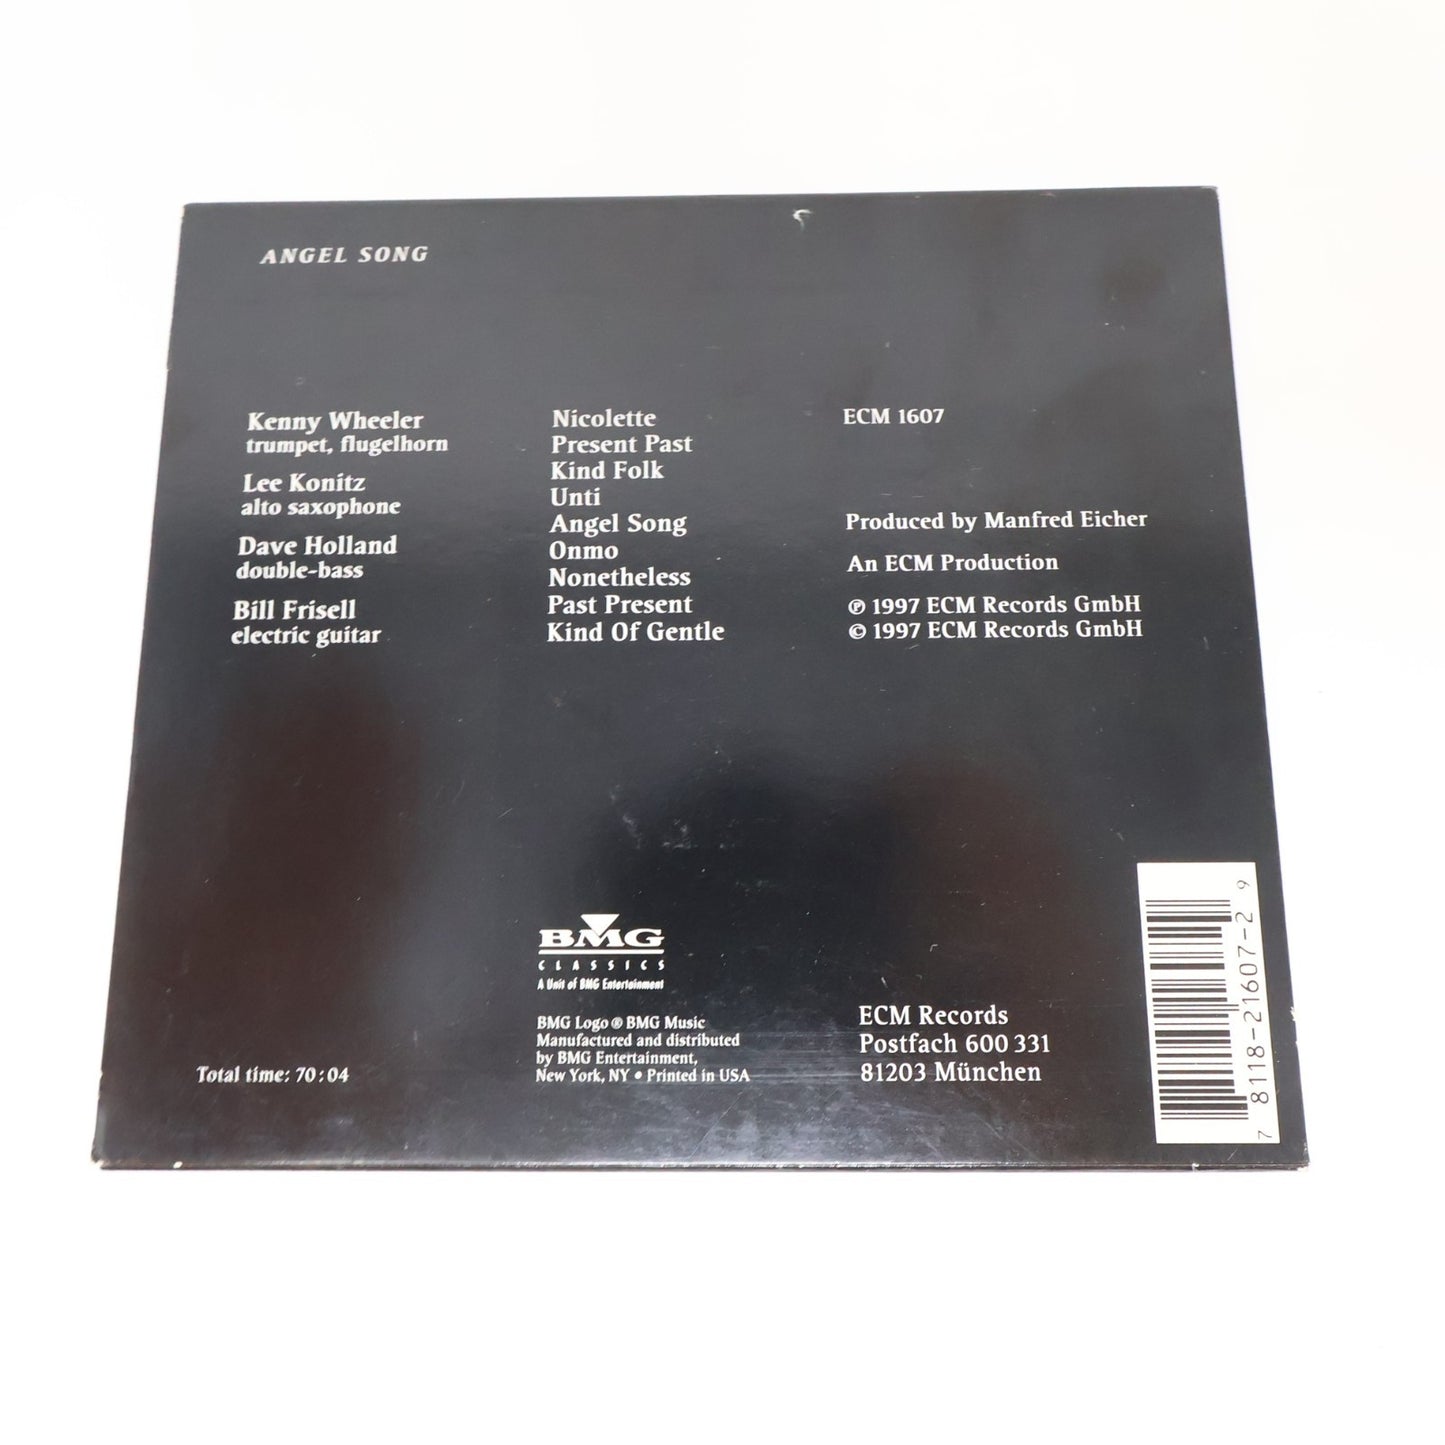 ANGEL SONG
Kenny Wheeler
trumpet, flugelhorn
Lee Konitz
alto saxophone
Dave Holland
double-bass
Bill Frisell
electric guitar
Nicolette
Present Past
Kind Folk
Unti
Angel Song
Onmo
Nonetheless
Past Present
Kind Of Gentle
ECM 1607
Produced by Manfred Eicher
An ECM Production
℗ 1997 ECM Records GmbH
© 1997 ECM Records GmbH
Total time: 70:04
BMG
CLASSICS
A Unit of BMG Entertainment
BMG Logo ® BMG Music
Manufactured and distributed
by BMG Entertainment,
New York, NY • Printed in USA
ECM Records
Postfach 600 331
81203 München
7 8118-21607-2 9